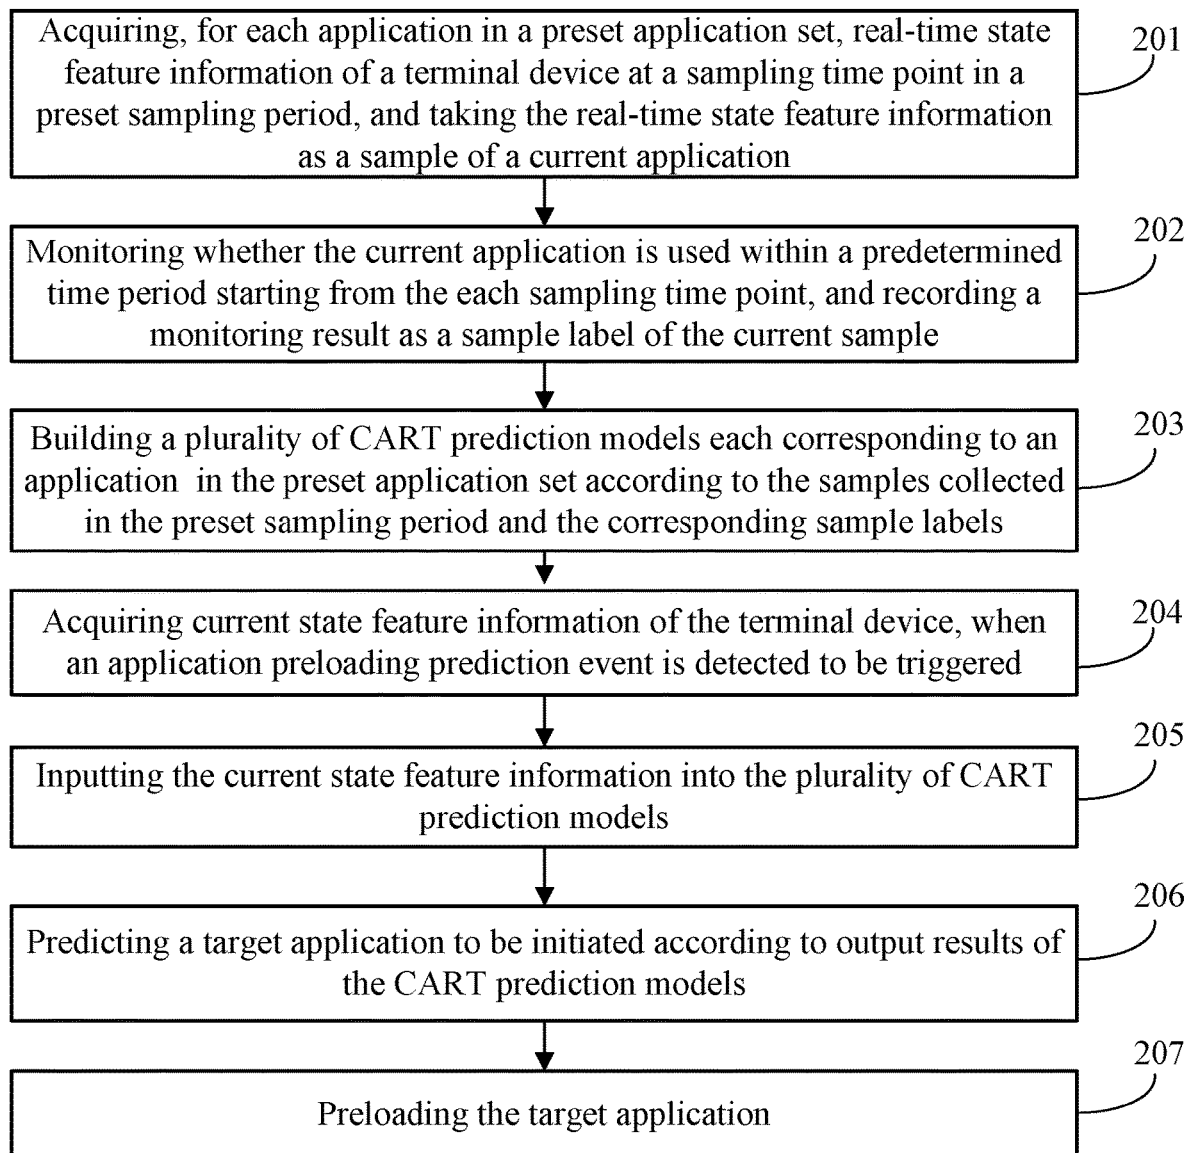 Acquiring, for each application in a preset application set, real-time state
feature information of a terminal device at a sampling time point in a
preset sampling period, and taking the real-time state feature information
as a sample of a current application
201
Monitoring whether the current application is used within a predetermined
time period starting from the each sampling time point, and recording a
monitoring result as a sample label of the current sample
202
Building a plurality of CART prediction models each corresponding to an
application in the preset application set according to the samples collected
in the preset sampling period and the corresponding sample labels
203
Acquiring current state feature information of the terminal device, when
an application preloading prediction event is detected to be triggered
204
Inputting the current state feature information into the plurality of CART
prediction models
205
Predicting a target application to be initiated according to output results of
the CART prediction models
206
Preloading the target application
207